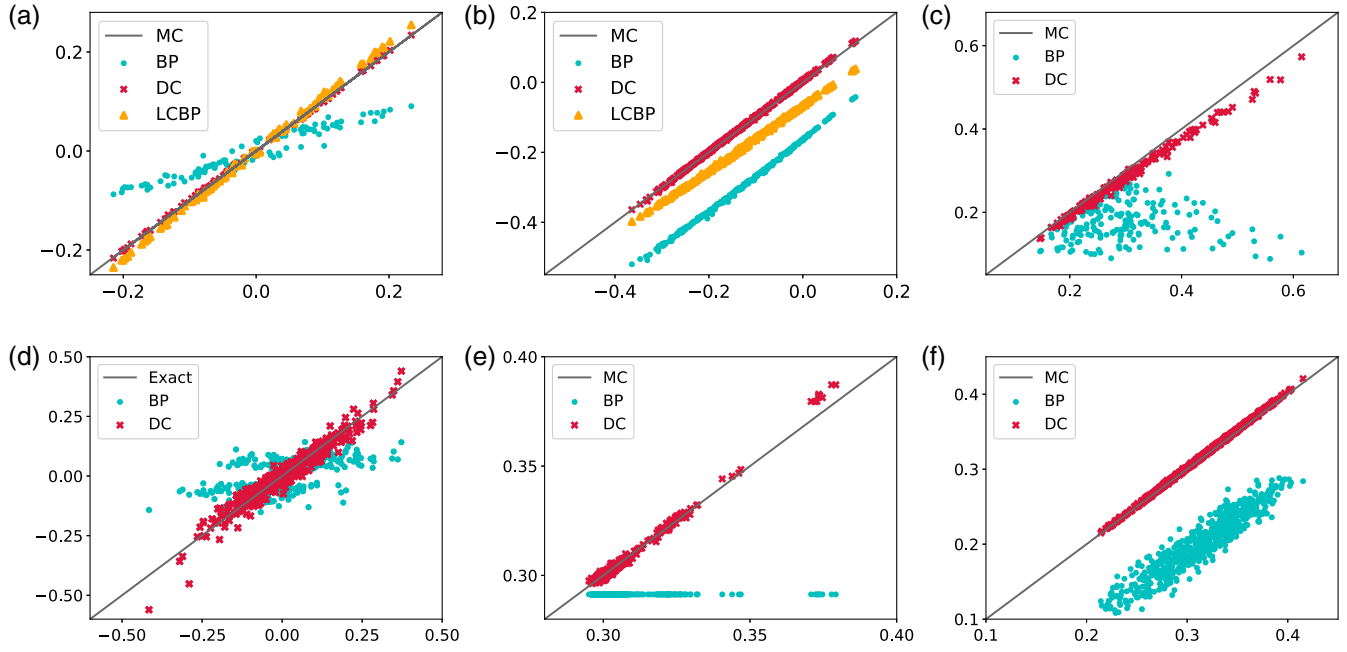 (a)
MC
BP
DC
LCBP
0.2
0.0
−0.2
−0.2
0.0
0.2
(b)
MC
BP
DC
LCBP
0.2
0.0
−0.2
−0.4
−0.4
−0.2
0.0
0.2
(c)
MC
BP
DC
0.6
0.4
0.2
0.2
0.4
0.6
(d)
Exact
BP
DC
0.50
0.25
0.00
−0.25
−0.50
−0.50
−0.25
0.00
0.25
0.50
(e)
MC
BP
DC
0.40
0.35
0.30
0.30
0.35
0.40
(f)
MC
BP
DC
0.4
0.3
0.2
0.1
0.1
0.2
0.3
0.4